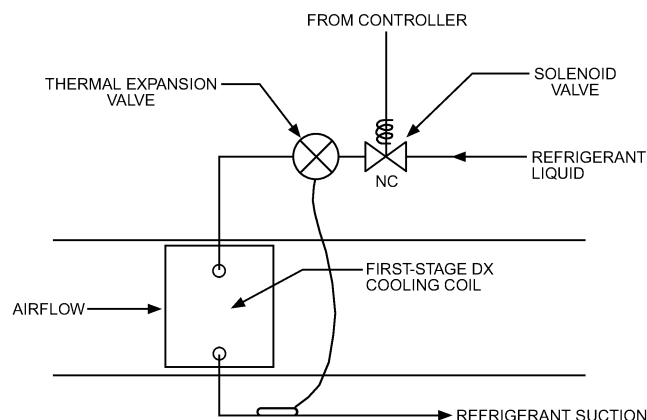 FROM CONTROLLER
THERMAL EXPANSION
VALVE
SOLENOID
VALVE
REFRIGERANT
LIQUID
NC
FIRST-STAGE DX
COOLING COIL
AIRFLOW
REFRIGERANT SUCTION